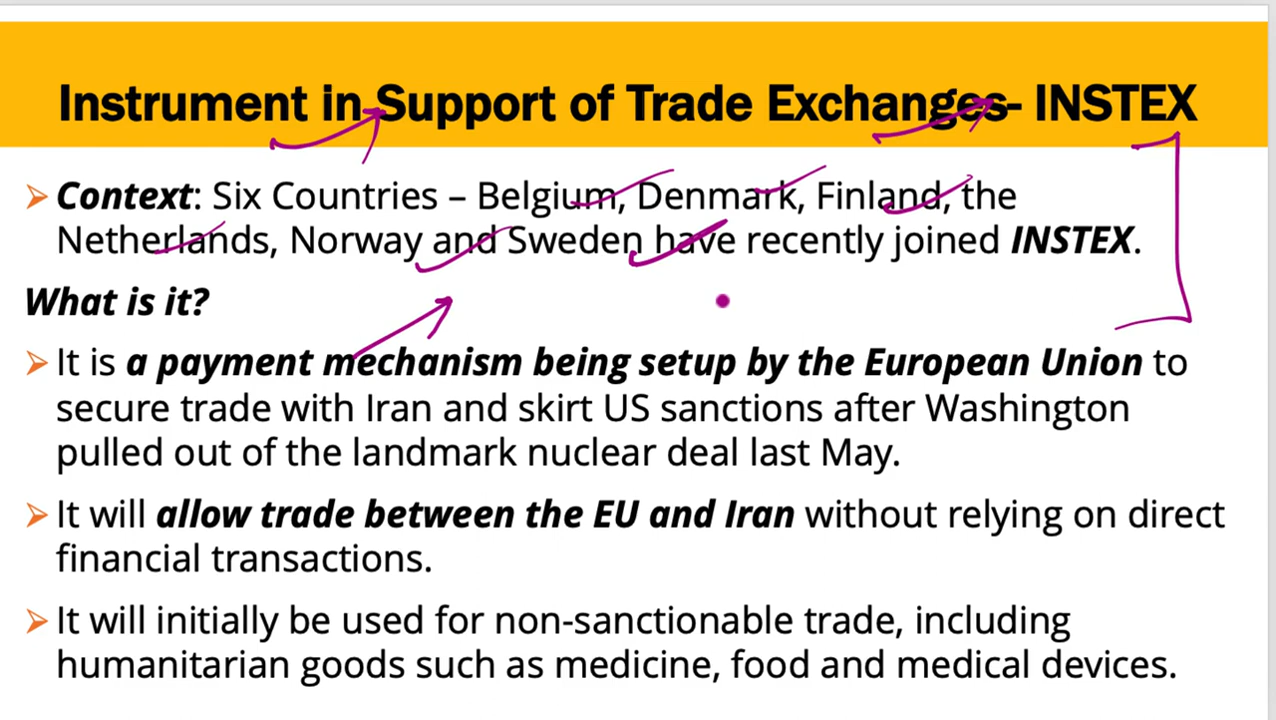 Instrument in Support of Trade Exchanges- INSTEX
Context: Six Countries – Belgium, Denmark, Finland, the
Netherlands, Norway and Sweden have recently joined INSTEX.
What is it?
It is a payment mechanism being setup by the European Union to
secure trade with Iran and skirt US sanctions after Washington
pulled out of the landmark nuclear deal last May.
It will allow trade between the EU and Iran without relying on direct
financial transactions.
It will initially be used for non-sanctionable trade, including
humanitarian goods such as medicine, food and medical devices.